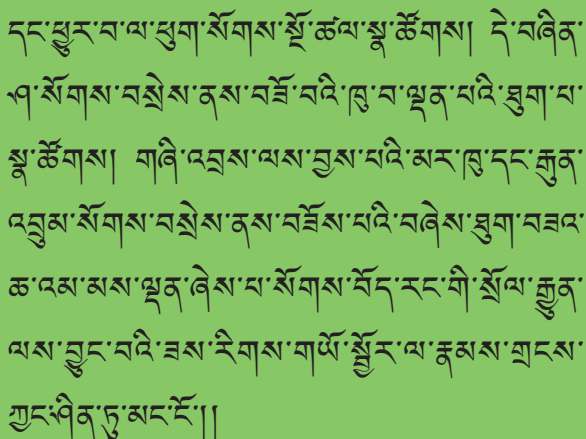 དང་ཕྱུར་བ་ལ་ཕུག་སོགས་སྔོ་ཚལ་སྣ་ཚོགས། དེ་བཞིན་
ཤ་སོགས་བསྲེས་ནས་བཟོ་བའི་ཁུ་བ་ལྡན་པའི་ཐུག་པ་
སྣ་ཚོགས། གཞི་འབྲས་ལས་བྱས་པའི་མར་ཁུ་དང་རྒུན་
འབྲུམ་སོགས་བསྲེས་ནས་བཟོས་པའི་བཞེས་ཐུག་བཟའ་
ཆ་འམ་མས་ལྡན་ཞེས་པ་སོགས་བོད་རང་གི་སྲོལ་རྒྱུན་
ལས་བྱུང་བའི་ཟས་རིགས་གཡོ་སྦྱོར་ལ་རྣམས་གྲངས་
ཀྱང་ཤིན་ཏུ་མང་ངོ་།།